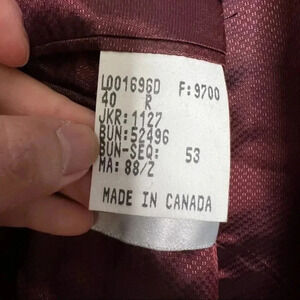 L001696D F:9700
40 R
JKR:1127
BUN:52496
BUN-SEQ: 53
MA:88/Z
MADE IN CANADA